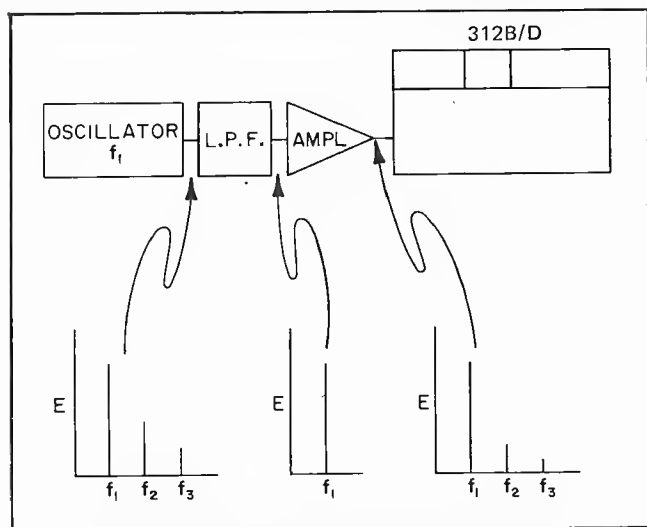 312B/D
OSCILLATOR
f₁
L.P.F.
AMPL
E
f₁ f₂ f₃
E
f₁
E
f₁ f₂ f₃